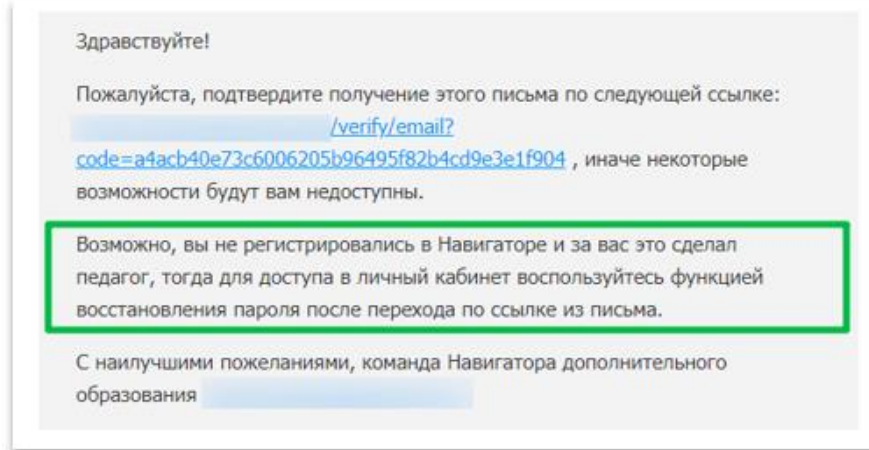 Здравствуйте!
Пожалуйста, подтвердите получение этого письма по следующей ссылке:
/verify/email?
code=a4acb40e73c6006205b96495f82b4cd9e3e1f904 , иначе некоторые
возможности будут вам недоступны.
Возможно, вы не регистрировались в Навигаторе и за вас это сделал
педагог, тогда для доступа в личный кабинет воспользуйтесь функцией
восстановления пароля после перехода по ссылке из письма.
С наилучшими пожеланиями, команда Навигатора дополнительного
образования